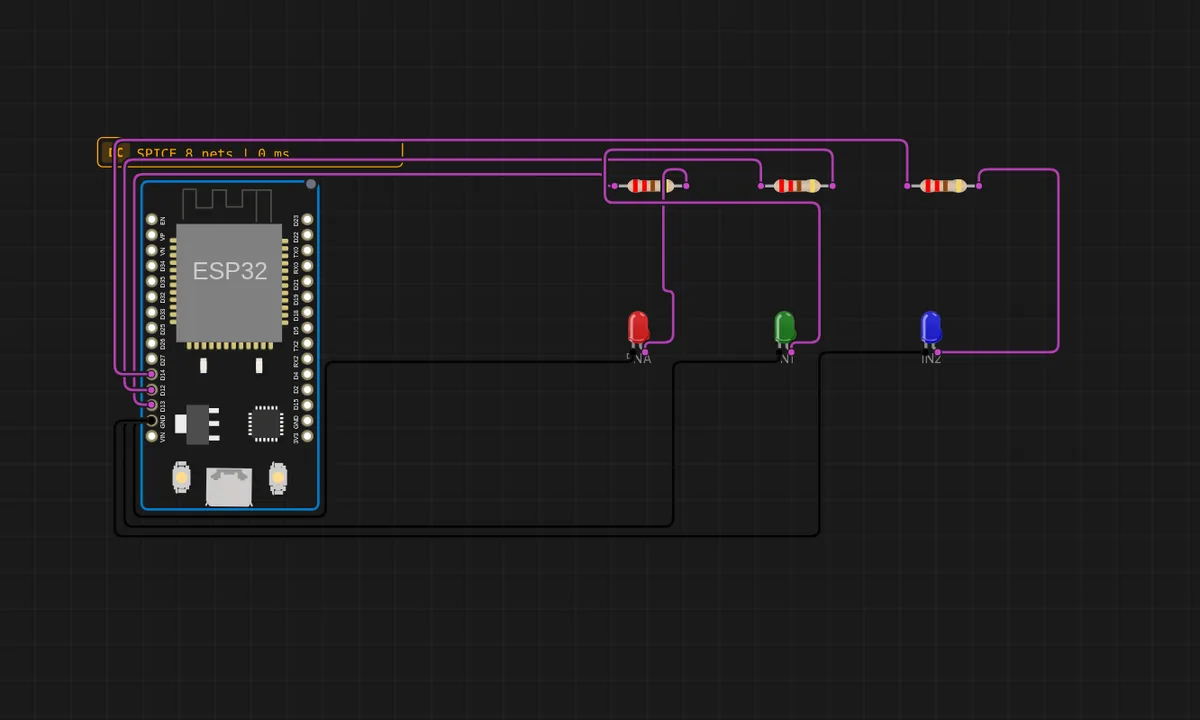 SPICE 8 nets | 0 ms
ESP32
EN
VP
VN
D34
D35
D32
D33
D25
D26
D27
D14
D12
D13
GND
VIN
D23
D22
TX0
RX0
D21
D19
D18
D5
TX2
RX2
D4
D2
D15
GND
3V3
IN2